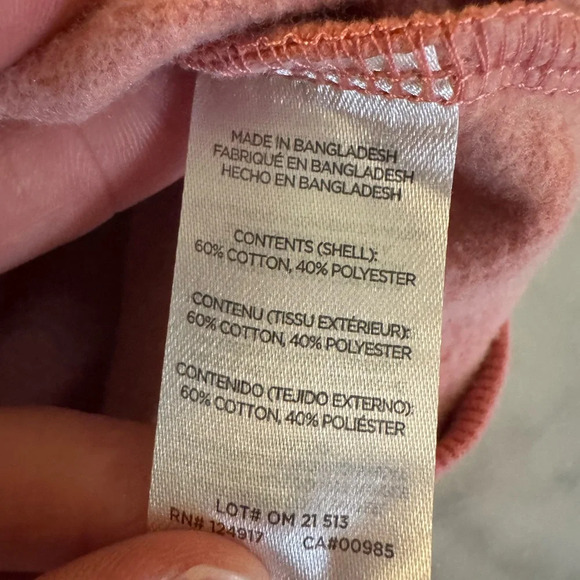 MADE IN BANGLADESH
FABRIQUÉ EN BANGLADESH
HECHO EN BANGLADESH
CONTENTS (SHELL):
60% COTTON, 40% POLYESTER
CONTENU (TISSU EXTÉRIEUR):
60% COTTON, 40% POLYESTER
CONTENIDO (TEJIDO EXTERNO):
60% COTTON, 40% POLIÉSTER
LOT# OM 21 513
RN# 124917 CA#00985